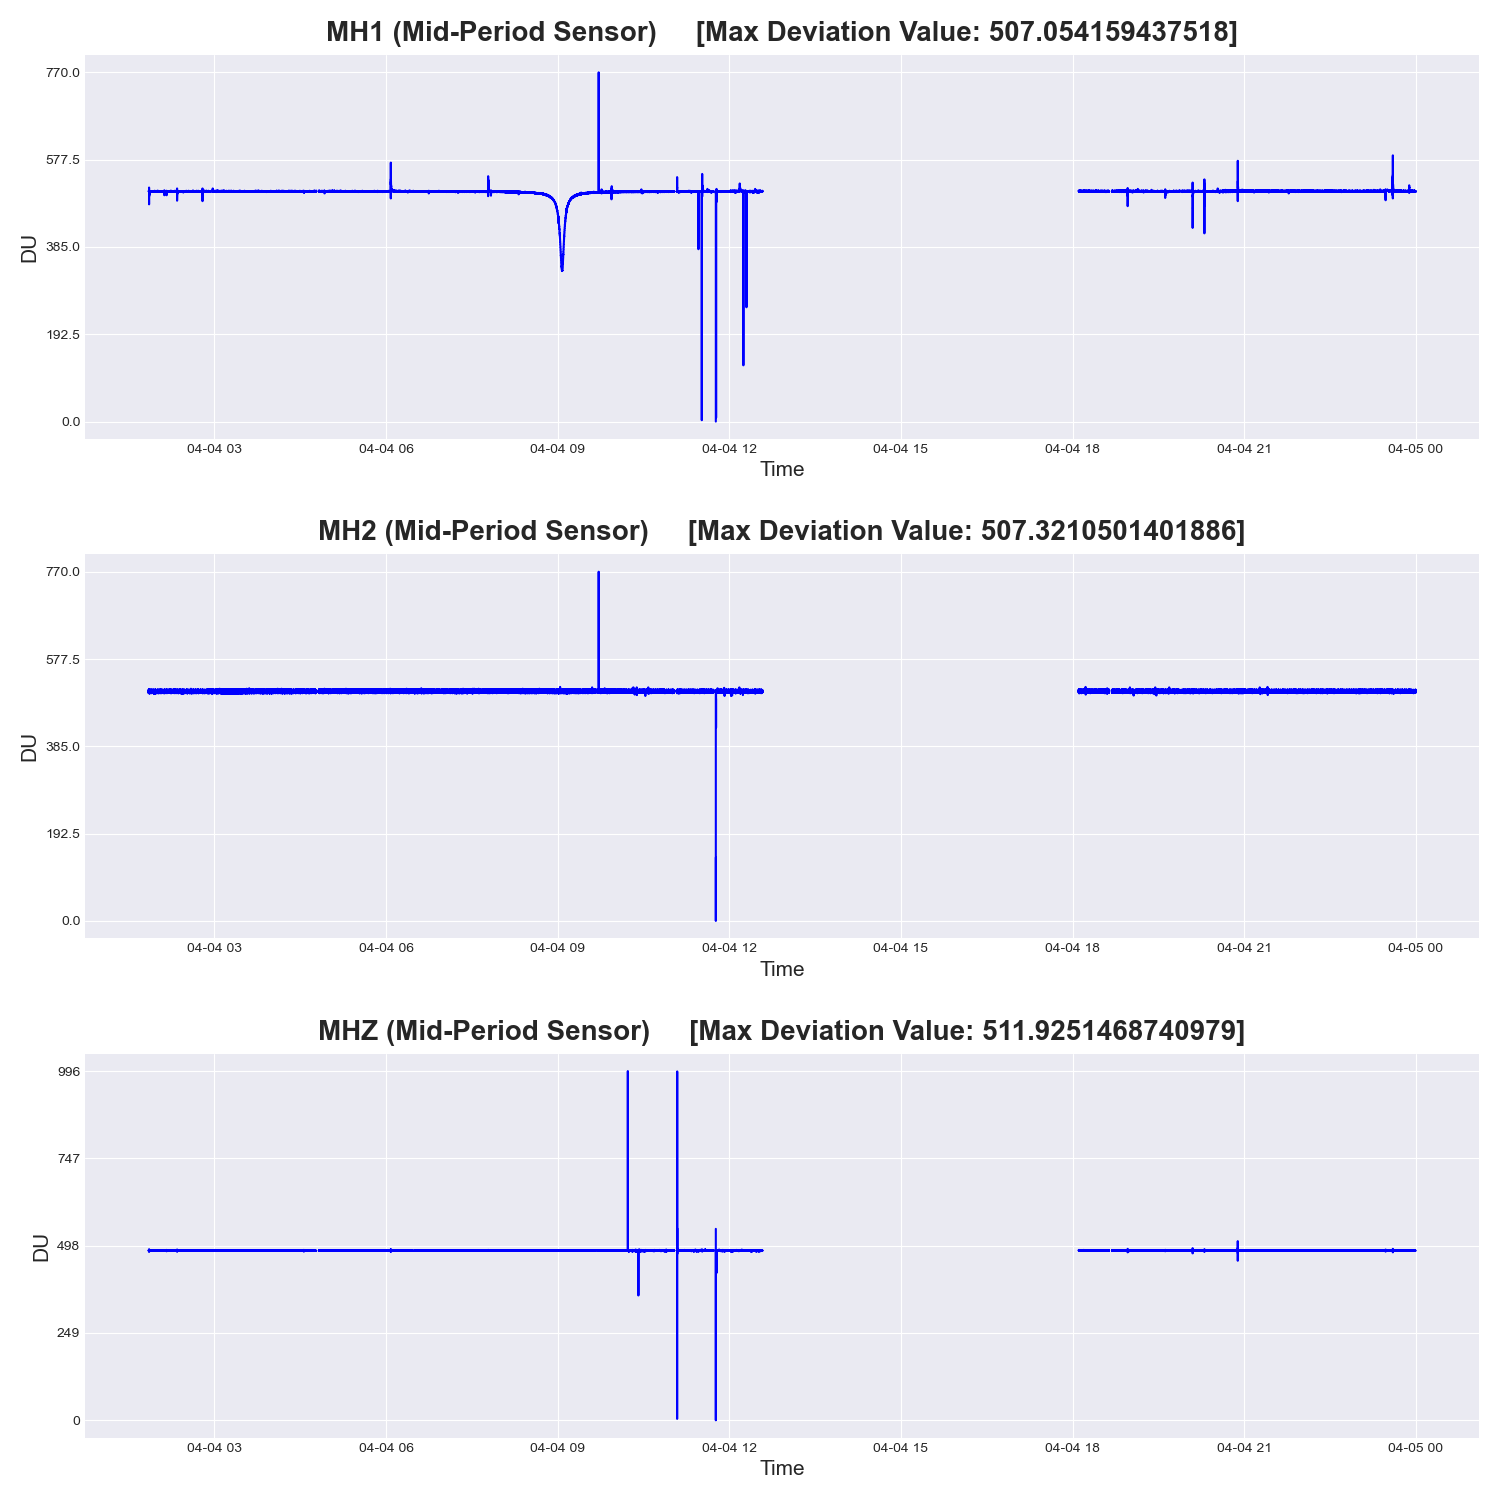 MH1 (Mid-Period Sensor) [Max Deviation Value: 507.054159437518]
770.0
577.5
385.0
192.5
0.0
DU
04-04 03 04-04 06 04-04 09 04-04 12 04-04 15 04-04 18 04-04 21 04-05 00
Time
MH2 (Mid-Period Sensor) [Max Deviation Value: 507.3210501401886]
770.0
577.5
385.0
192.5
0.0
DU
04-04 03 04-04 06 04-04 09 04-04 12 04-04 15 04-04 18 04-04 21 04-05 00
Time
MHZ (Mid-Period Sensor) [Max Deviation Value: 511.9251468740979]
996
747
498
249
0
DU
04-04 03 04-04 06 04-04 09 04-04 12 04-04 15 04-04 18 04-04 21 04-05 00
Time